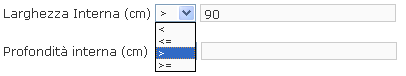 Larghezza Interna (cm) > 90
<
<=
Profondità interna (cm) >
>=